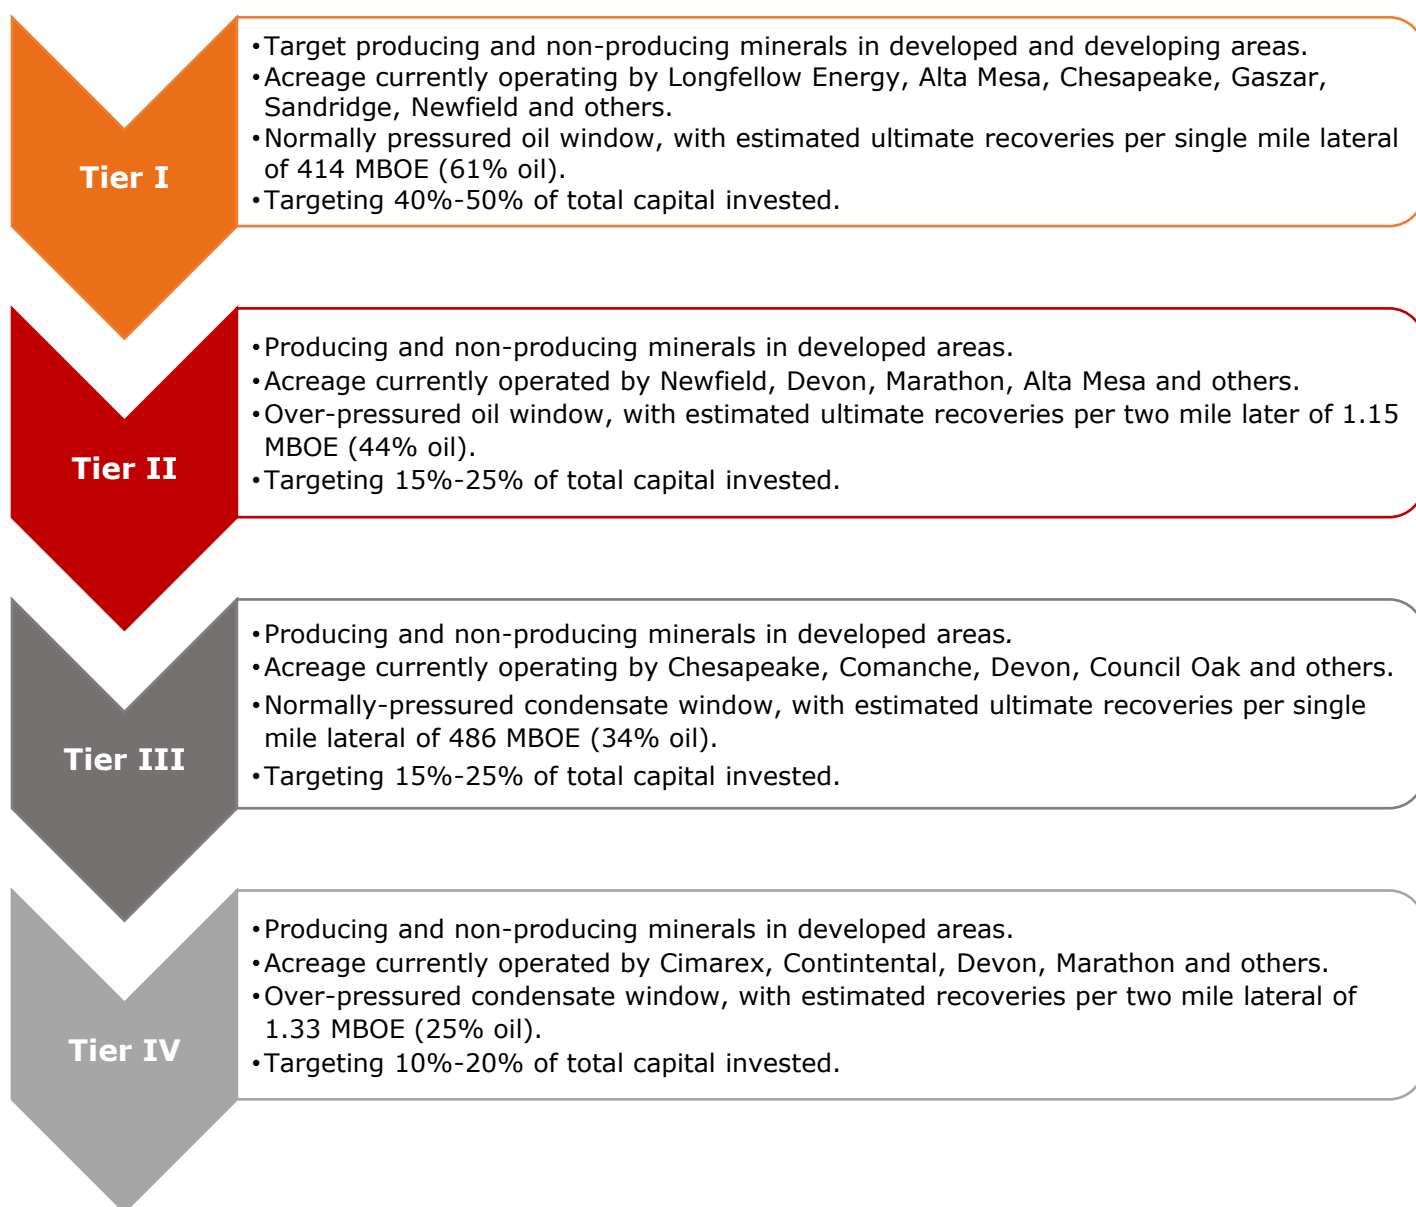 Tier I
•Target producing and non-producing minerals in developed and developing areas.
•Acreage currently operating by Longfellow Energy, Alta Mesa, Chesapeake, Gaszar,
Sandridge, Newfield and others.
•Normally pressured oil window, with estimated ultimate recoveries per single mile lateral
of 414 MBOE (61% oil).
•Targeting 40%-50% of total capital invested.
Tier II
•Producing and non-producing minerals in developed areas.
•Acreage currently operated by Newfield, Devon, Marathon, Alta Mesa and others.
•Over-pressured oil window, with estimated ultimate recoveries per two mile later of 1.15
MBOE (44% oil).
•Targeting 15%-25% of total capital invested.
Tier III
•Producing and non-producing minerals in developed areas.
•Acreage currently operating by Chesapeake, Comanche, Devon, Council Oak and others.
•Normally-pressured condensate window, with estimated ultimate recoveries per single
mile lateral of 486 MBOE (34% oil).
•Targeting 15%-25% of total capital invested.
Tier IV
•Producing and non-producing minerals in developed areas.
•Acreage currently operated by Cimarex, Contintental, Devon, Marathon and others.
•Over-pressured condensate window, with estimated recoveries per two mile lateral of
1.33 MBOE (25% oil).
•Targeting 10%-20% of total capital invested.